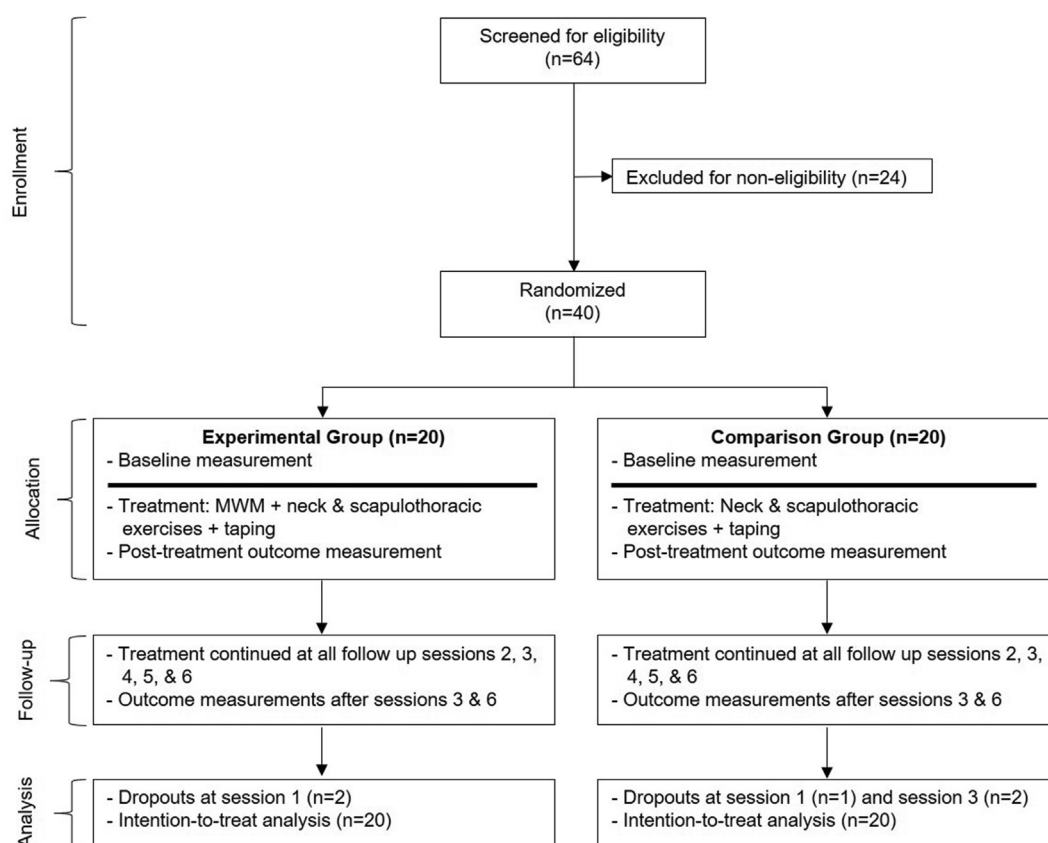 Screened for eligibility
(n=64)
Enrollment
Excluded for non-eligibility (n=24)
Randomized
(n=40)
Allocation
Experimental Group (n=20)
- Baseline measurement
- Treatment: MWM + neck & scapulothoracic
exercises + taping
- Post-treatment outcome measurement
Comparison Group (n=20)
- Baseline measurement
- Treatment: Neck & scapulothoracic
exercises + taping
- Post-treatment outcome measurement
Follow-up
- Treatment continued at all follow up sessions 2, 3,
4, 5, & 6
- Outcome measurements after sessions 3 & 6
- Treatment continued at all follow up sessions 2, 3,
4, 5, & 6
- Outcome measurements after sessions 3 & 6
Analysis
- Dropouts at session 1 (n=2)
- Intention-to-treat analysis (n=20)
- Dropouts at session 1 (n=1) and session 3 (n=2)
- Intention-to-treat analysis (n=20)